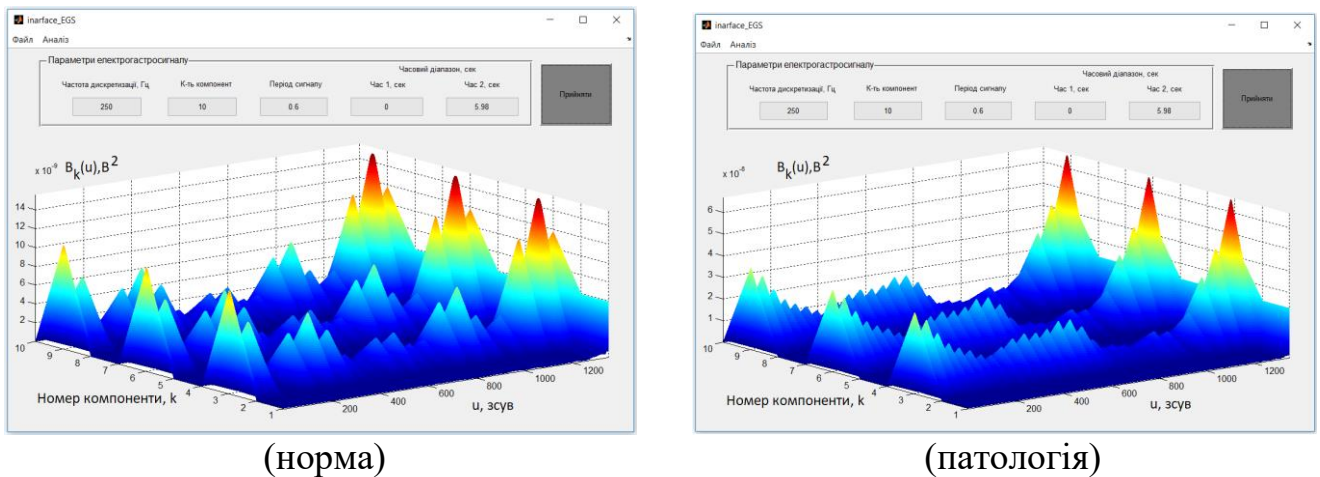 inarface_EGS
Файл Аналіз
Параметри електрогастросигналу
Часовий діапазон, сек
Частота дискретизації, Гц К-ть компонент Період сигналу Час 1, сек Час 2, сек
250 10 0.6 0 5.98
Прийняти
x 10⁻⁹ B_k(u),B²
14
12
10
8
6
4
2
10 9 8 7 6 5 4 3 2 1
200 400 600 800 1000 1200
Номер компоненти, k
u, зсув
(норма)
inarface_EGS
Файл Аналіз
Параметри електрогастросигналу
Часовий діапазон, сек
Частота дискретизації, Гц К-ть компонент Період сигналу Час 1, сек Час 2, сек
250 10 0.6 0 5.98
Прийняти
x 10⁻⁸ B_k(u),B²
6
5
4
3
2
1
10 9 8 7 6 5 4 3 2 1
200 400 600 800 1000 1200
Номер компоненти, k
u, зсув
(патологія)